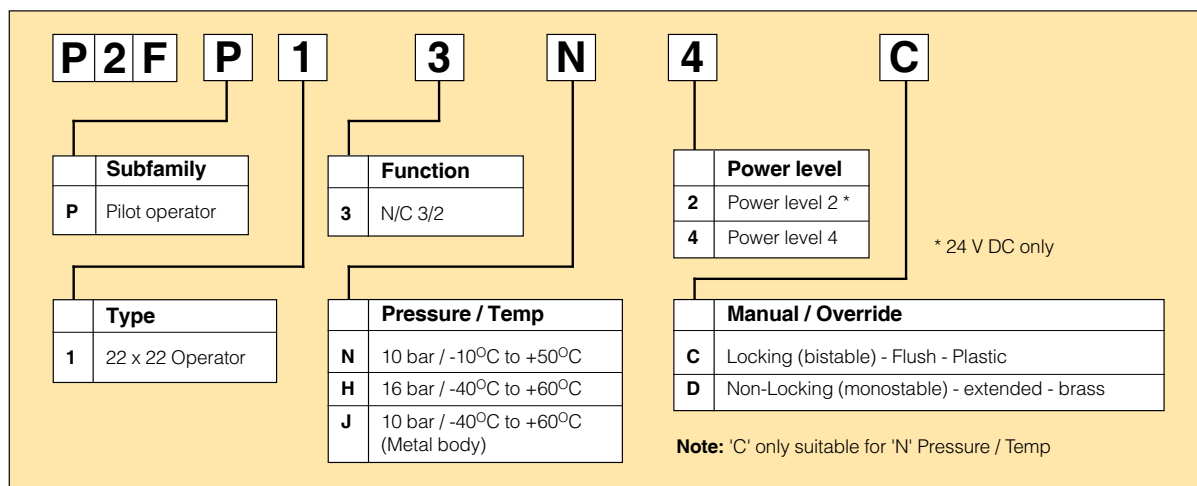 P2F P 1 3 N 4 C
Subfamily
P Pilot operator
Function
3 N/C 3/2
Power level
2 Power level 2 *
4 Power level 4
* 24 V DC only
Type
1 22 x 22 Operator
Pressure / Temp
N 10 bar / -10°C to +50°C
H 16 bar / -40°C to +60°C
J 10 bar / -40°C to +60°C
(Metal body)
Manual / Override
C Locking (bistable) - Flush - Plastic
D Non-Locking (monostable) - extended - brass
Note: 'C' only suitable for 'N' Pressure / Temp